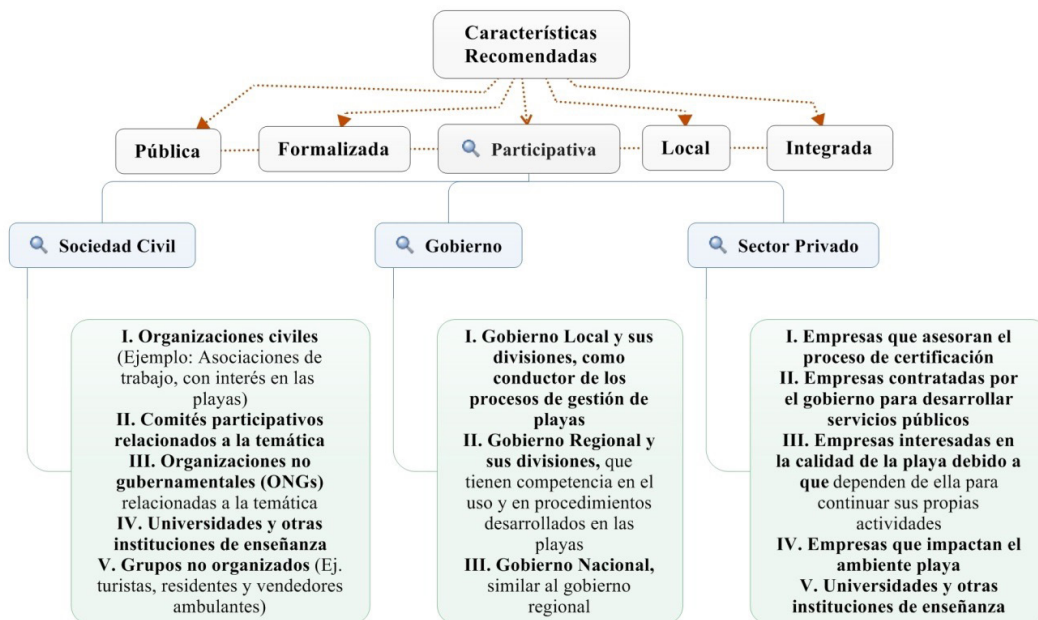 Características
Recomendadas
Pública
Formalizada
Participativa
Local
Integrada
Sociedad Civil
Gobierno
Sector Privado
I. Organizaciones civiles
(Ejemplo: Asociaciones de
trabajo, con interés en las
playas)
II. Comités participativos
relacionados a la temática
III. Organizaciones no
gubernamentales (ONGs)
relacionadas a la temática
IV. Universidades y otras
instituciones de enseñanza
V. Grupos no organizados (Ej.
turistas, residentes y vendedores
ambulantes)
I. Gobierno Local y sus
divisiones, como
conductor de los
procesos de gestión de
playas
II. Gobierno Regional y
sus divisiones, que
tienen competencia en el
uso y en procedimientos
desarrollados en las
playas
III. Gobierno Nacional,
similar al gobierno
regional
I. Empresas que asesoran el
proceso de certificación
II. Empresas contratadas por
el gobierno para desarrollar
servicios públicos
III. Empresas interesadas en
la calidad de la playa debido a
que dependen de ella para
continuar sus propias
actividades
IV. Empresas que impactan el
ambiente playa
V. Universidades y otras
instituciones de enseñanza